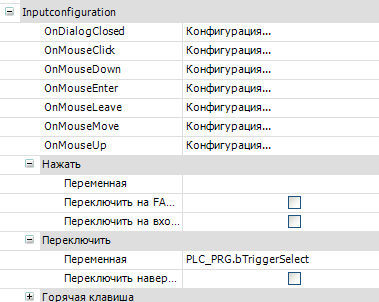 Inputconfiguration
OnDialogClosed Конфигурация...
OnMouseClick Конфигурация...
OnMouseDown Конфигурация...
OnMouseEnter Конфигурация...
OnMouseLeave Конфигурация...
OnMouseMove Конфигурация...
OnMouseUp Конфигурация...
Нажать
Переменная
Переключить на FA...
Переключить на вхо...
Переключить
Переменная PLC_PRG.bTriggerSelect
Переключить навер...
Горячая клавиша